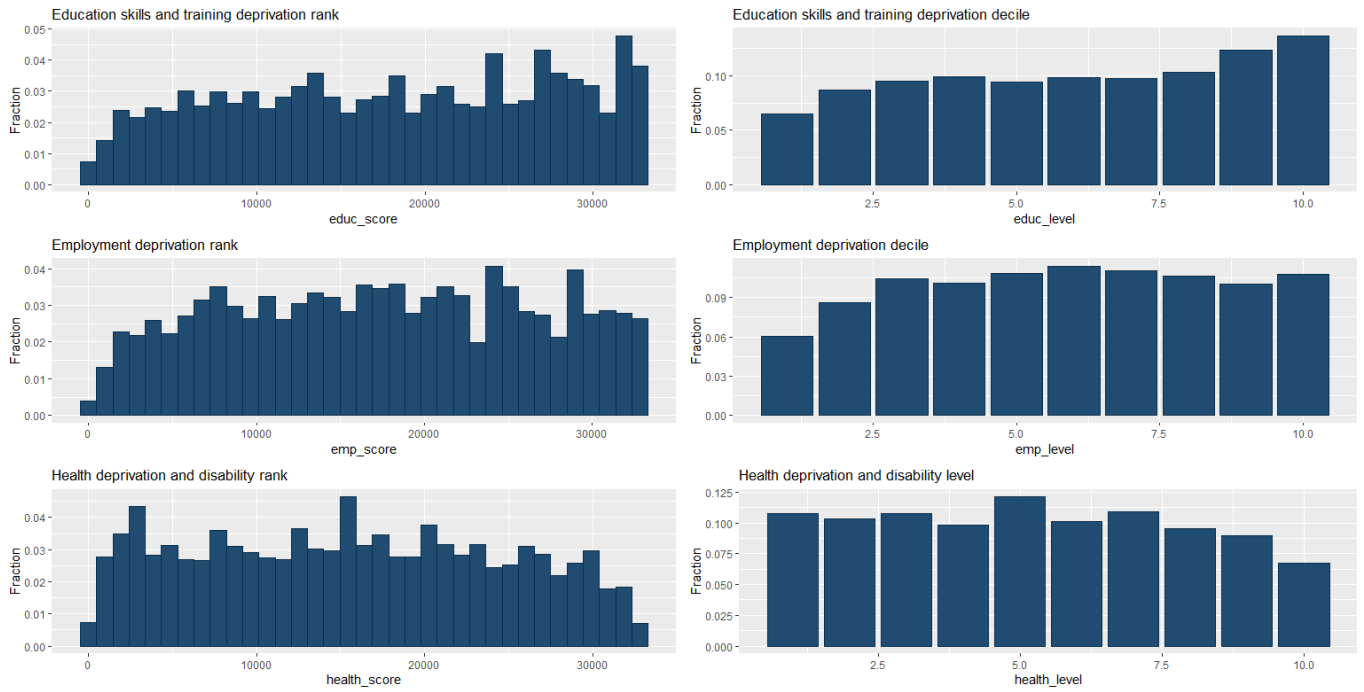 Education skills and training deprivation rank
Fraction
0.05
0.04
0.03
0.02
0.01
0.00
0 10000 20000 30000
educ_score
Education skills and training deprivation decile
Fraction
0.10
0.05
0.00
2.5 5.0 7.5 10.0
educ_level
Employment deprivation rank
Fraction
0.04
0.03
0.02
0.01
0.00
0 10000 20000 30000
emp_score
Employment deprivation decile
Fraction
0.09
0.06
0.03
0.00
2.5 5.0 7.5 10.0
emp_level
Health deprivation and disability rank
Fraction
0.04
0.03
0.02
0.01
0.00
0 10000 20000 30000
health_score
Health deprivation and disability level
Fraction
0.125
0.100
0.075
0.050
0.025
0.000
2.5 5.0 7.5 10.0
health_level